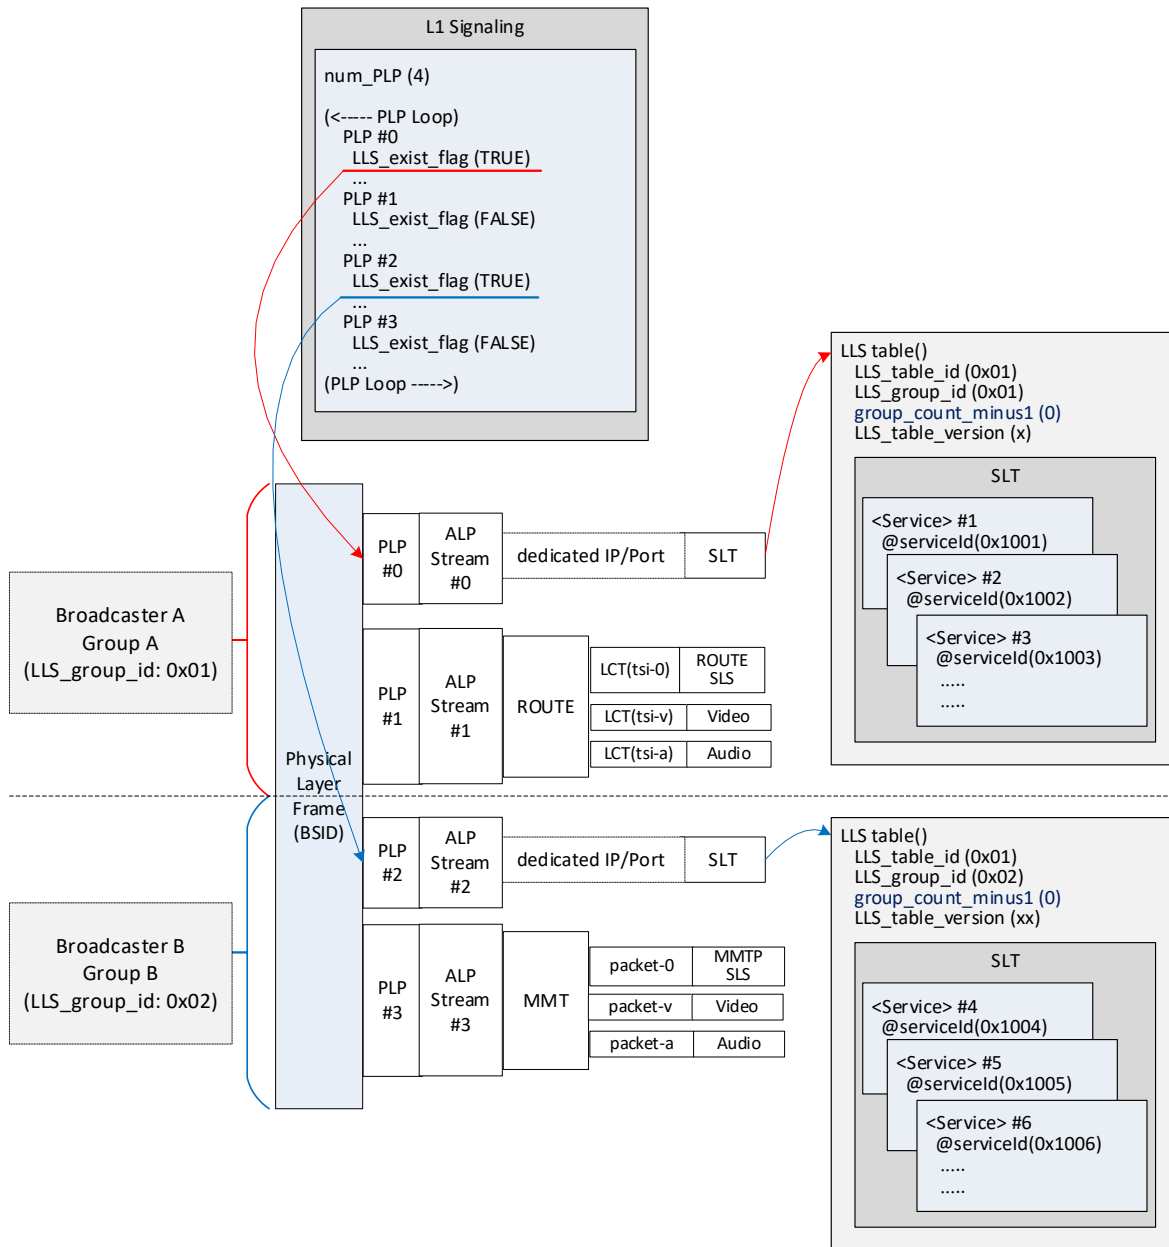 L1 Signaling
num_PLP (4)
(<----- PLP Loop)
PLP #0
LLS_exist_flag (TRUE)
...
PLP #1
LLS_exist_flag (FALSE)
...
PLP #2
LLS_exist_flag (TRUE)
...
PLP #3
LLS_exist_flag (FALSE)
...
(PLP Loop ----->)
LLS table()
LLS_table_id (0x01)
LLS_group_id (0x01)
group_count_minus1 (0)
LLS_table_version (x)
SLT
<Service> #1
@serviceId(0x1001)
<Service> #2
@serviceId(0x1002)
<Service> #3
@serviceId(0x1003)
.....
.....
Broadcaster A
Group A
(LLS_group_id: 0x01)
Physical
Layer
Frame
(BSID)
PLP
#0
ALP
Stream
#0
dedicated IP/Port
SLT
PLP
#1
ALP
Stream
#1
ROUTE
LCT(tsi-0)
ROUTE
SLS
LCT(tsi-v)
Video
LCT(tsi-a)
Audio
Broadcaster B
Group B
(LLS_group_id: 0x02)
PLP
#2
ALP
Stream
#2
dedicated IP/Port
SLT
PLP
#3
ALP
Stream
#3
MMT
packet-0
MMTP
SLS
packet-v
Video
packet-a
Audio
LLS table()
LLS_table_id (0x01)
LLS_group_id (0x02)
group_count_minus1 (0)
LLS_table_version (xx)
SLT
<Service> #4
@serviceId(0x1004)
<Service> #5
@serviceId(0x1005)
<Service> #6
@serviceId(0x1006)
.....
.....